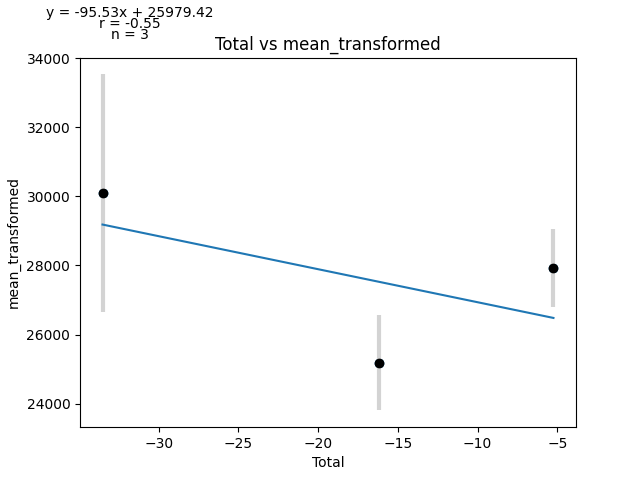 y = -95.53x + 25979.42
r = -0.55
n = 3
Total vs mean_transformed
34000
32000
30000
28000
26000
24000
mean_transformed
−30
−25
−20
−15
−10
−5
Total